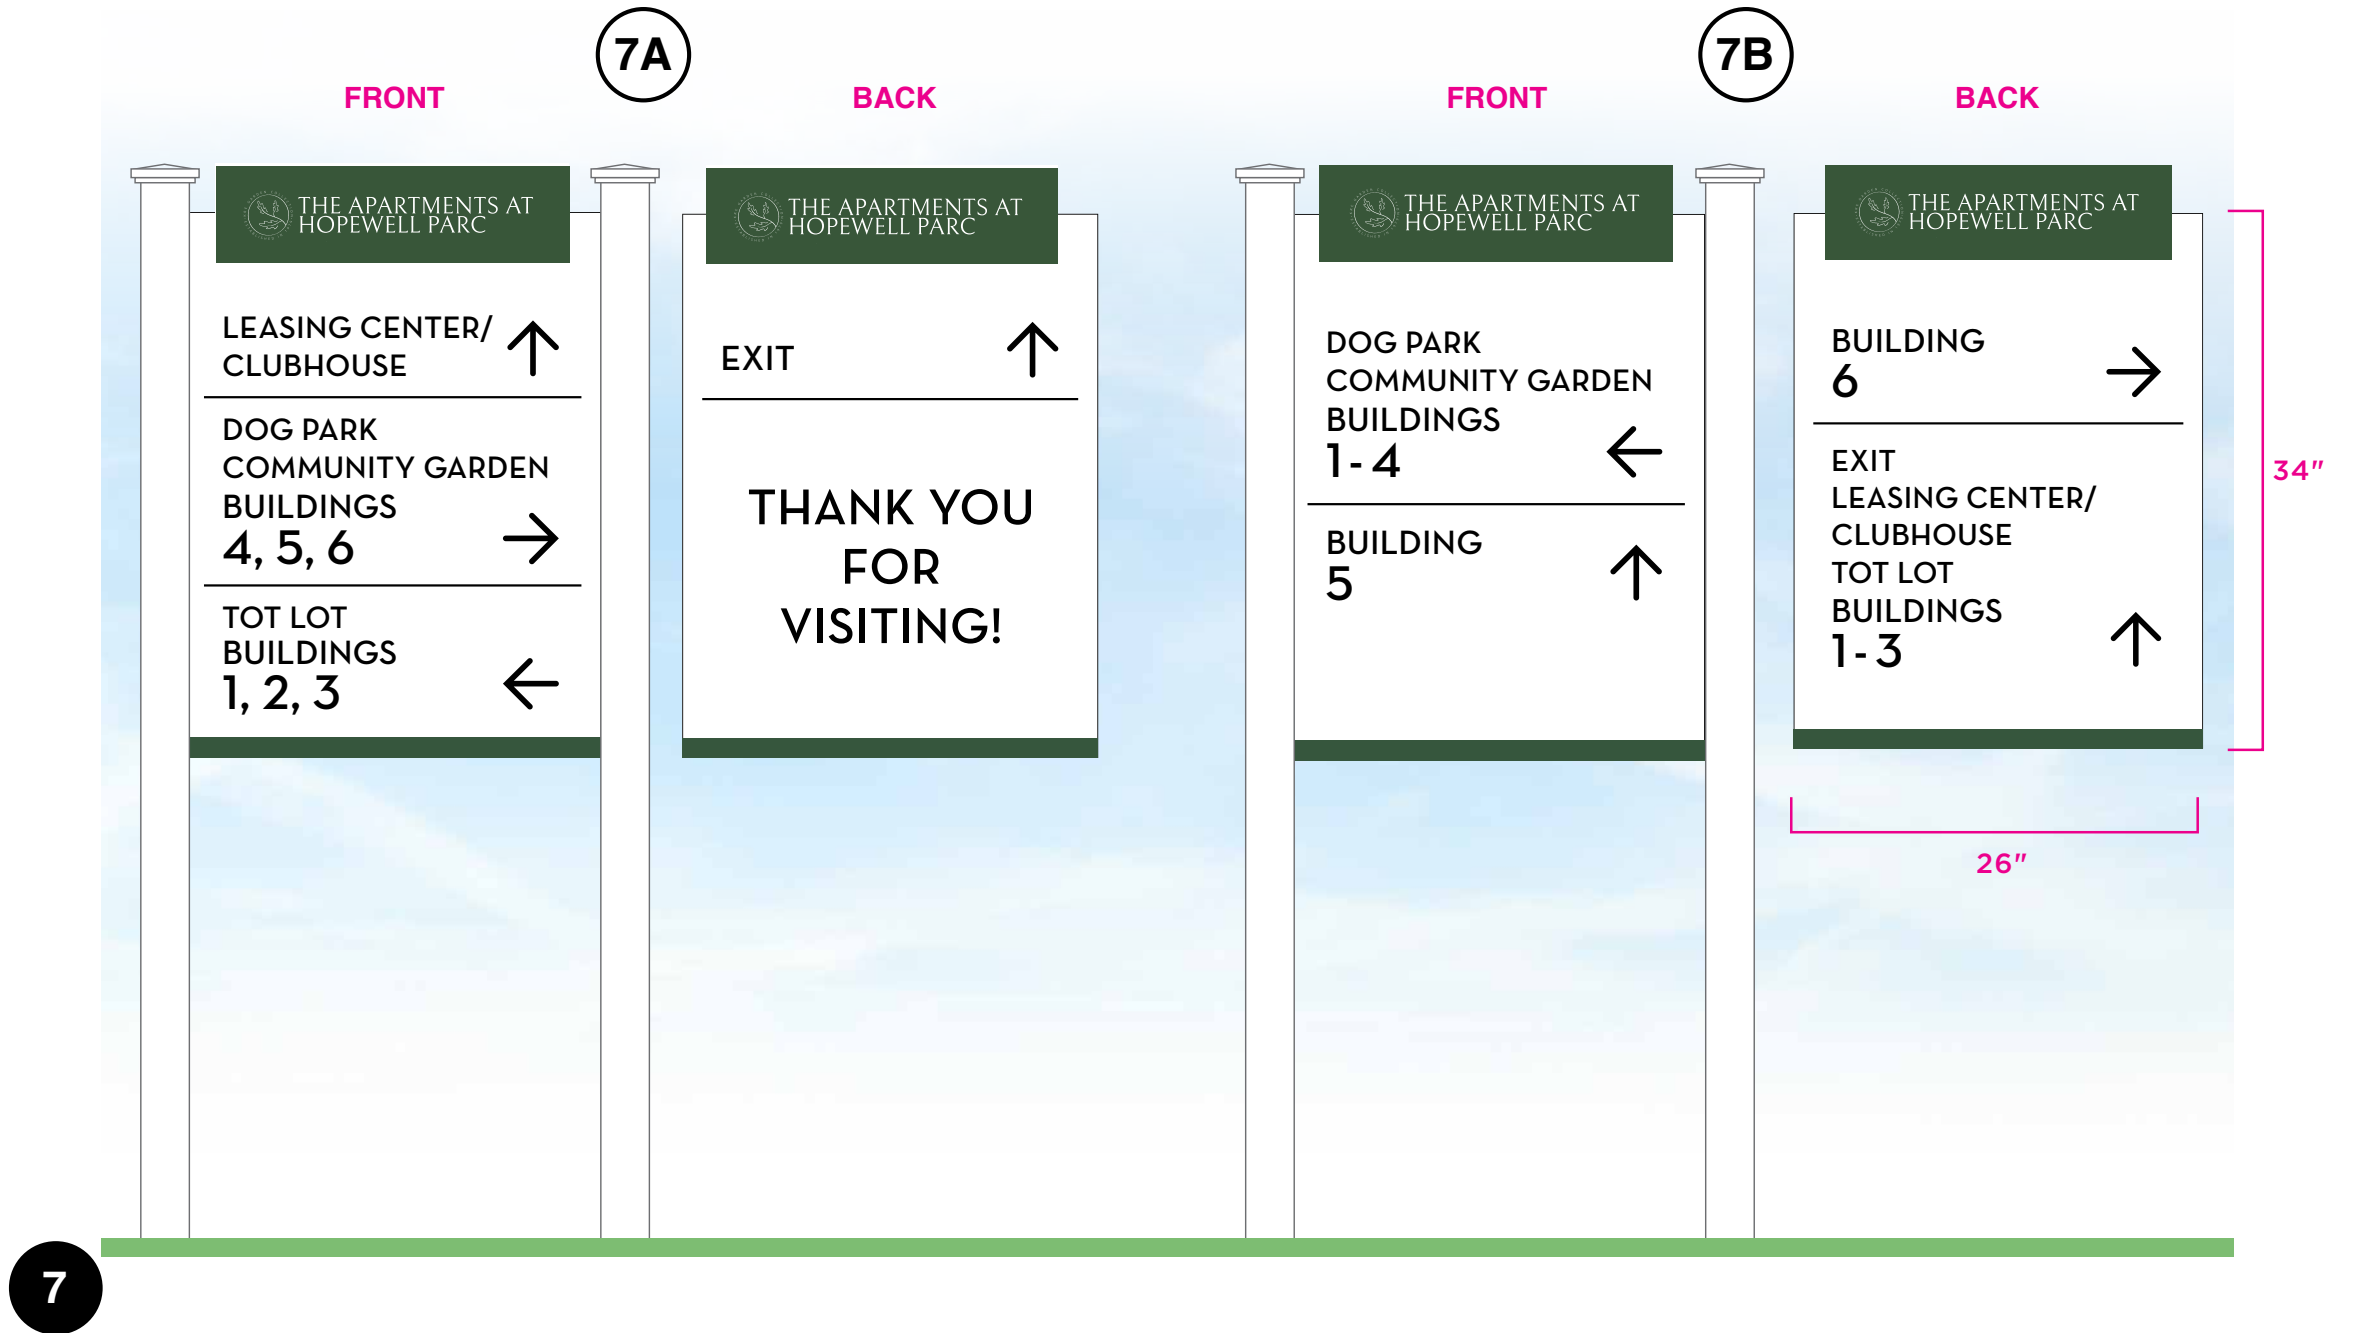 7A
FRONT
BACK
THE APARTMENTS AT
HOPEWELL PARC
LEASING CENTER/
CLUBHOUSE
DOG PARK
COMMUNITY GARDEN
BUILDINGS
4, 5, 6
TOT LOT
BUILDINGS
1, 2, 3
THE APARTMENTS AT
HOPEWELL PARC
EXIT
THANK YOU
FOR
VISITING!
7B
FRONT
BACK
THE APARTMENTS AT
HOPEWELL PARC
DOG PARK
COMMUNITY GARDEN
BUILDINGS
1-4
BUILDING
5
THE APARTMENTS AT
HOPEWELL PARC
BUILDING
6
EXIT
LEASING CENTER/
CLUBHOUSE
TOT LOT
BUILDINGS
1-3
34"
26"
7